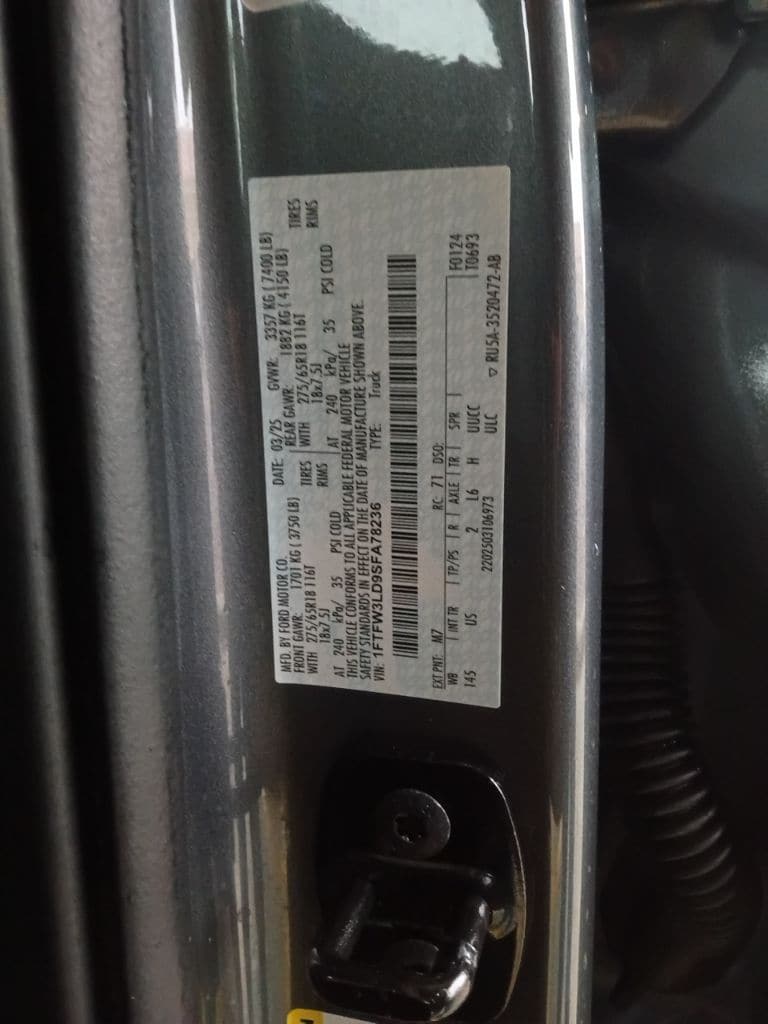 MFD. BY FORD MOTOR CO.
DATE: 03/25 GVWR: 3357 KG ( 7400 LB)
FRONT GAWR: 1701 KG ( 3750 LB) REAR GAWR: 1882 KG ( 4150 LB)
WITH 275/65R18 116T TIRES WITH 275/65R18 116T TIRES
18x7.5J RIMS 18x7.5J RIMS
AT 240 kPa/ 35 PSI COLD AT 240 kPa/ 35 PSI COLD
THIS VEHICLE CONFORMS TO ALL APPLICABLE FEDERAL MOTOR VEHICLE
SAFETY STANDARDS IN EFFECT ON THE DATE OF MANUFACTURE SHOWN ABOVE.
VIN: 1FTFW3LD9SFA78236 TYPE: Truck
EXT PNT: M7 RC: 71 DSO: F0124
WB INT TR TP/PS R AXLE TR SPR T0693
145 US 2 L6 H UUCC
2202503106973 ULC ▽ RU5A-3520472-AB